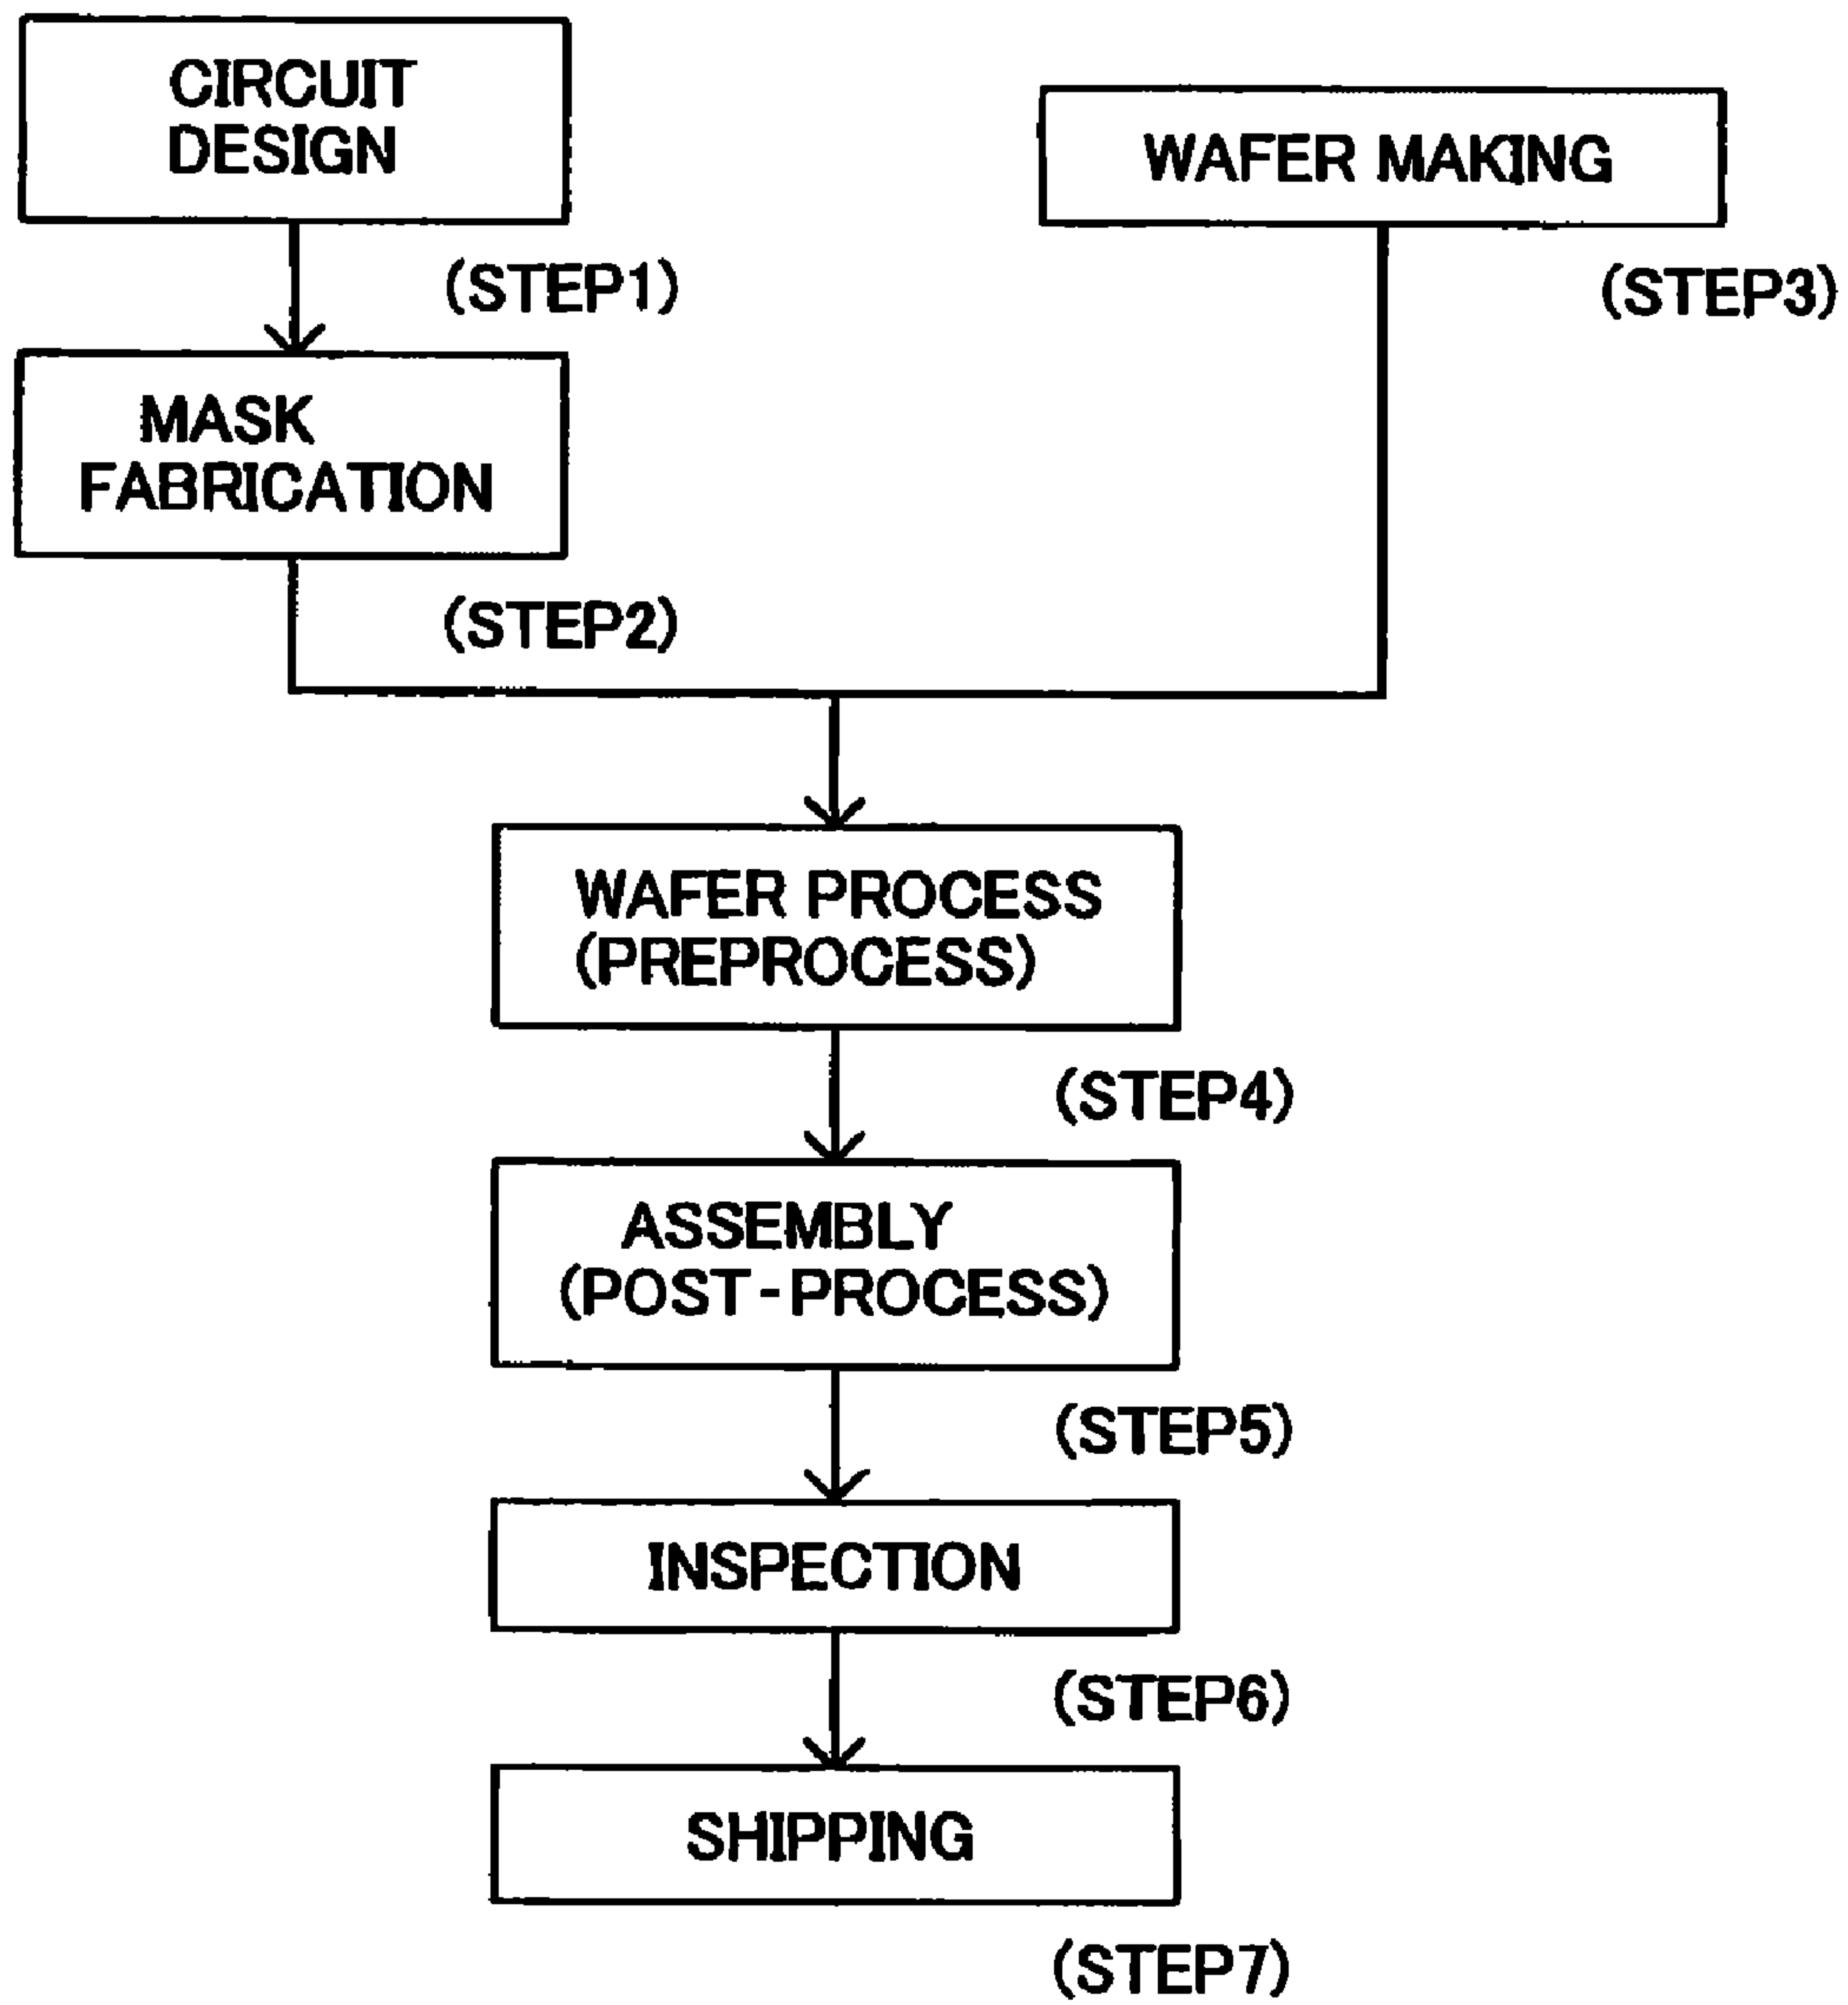 CIRCUIT
DESIGN
(STEP1)
MASK
FABRICATION
(STEP2)
WAFER MAKING
(STEP3)
WAFER PROCESS
(PREPROCESS)
(STEP4)
ASSEMBLY
(POST-PROCESS)
(STEP5)
INSPECTION
(STEP6)
SHIPPING
(STEP7)